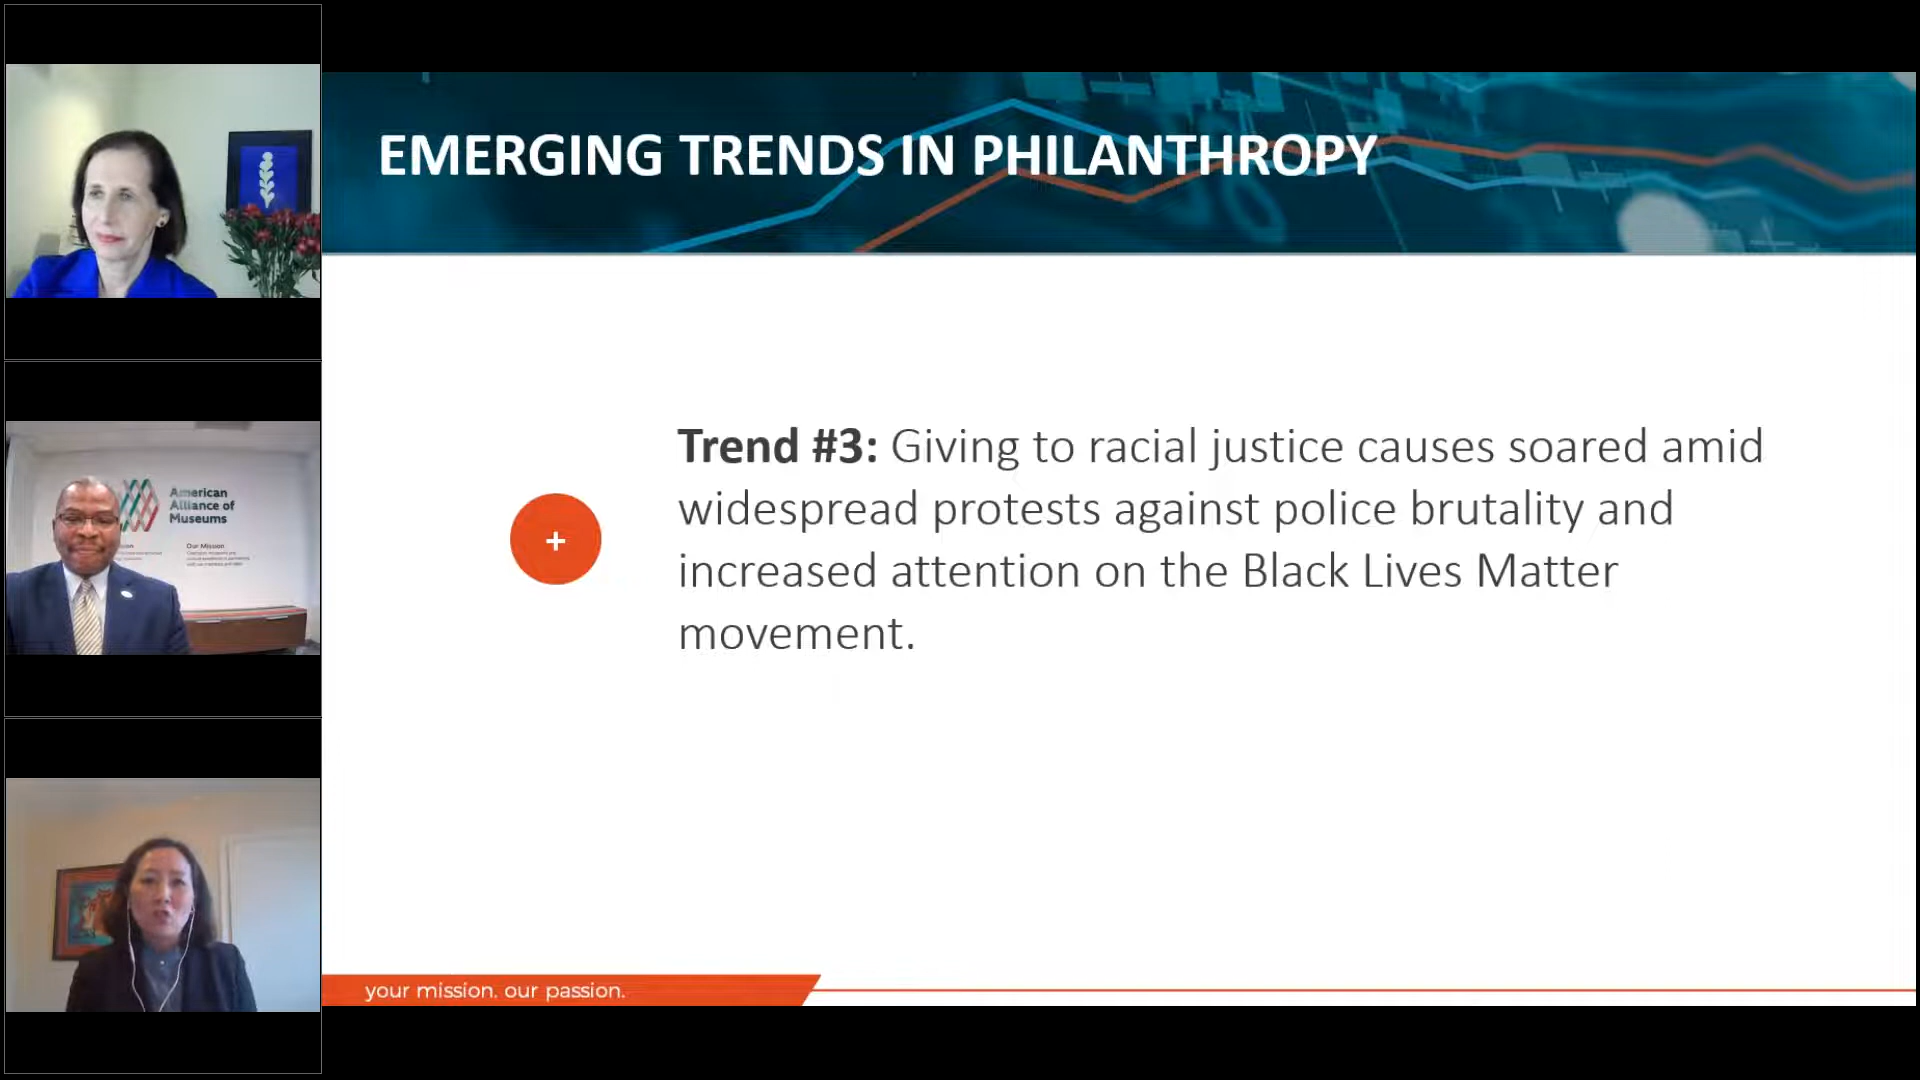 EMERGING TRENDS IN PHILANTHROPY
American
Alliance of
Museums
Our Mission
Trend #3: Giving to racial justice causes soared amid
widespread protests against police brutality and
increased attention on the Black Lives Matter
movement.
+
your mission. our passion.